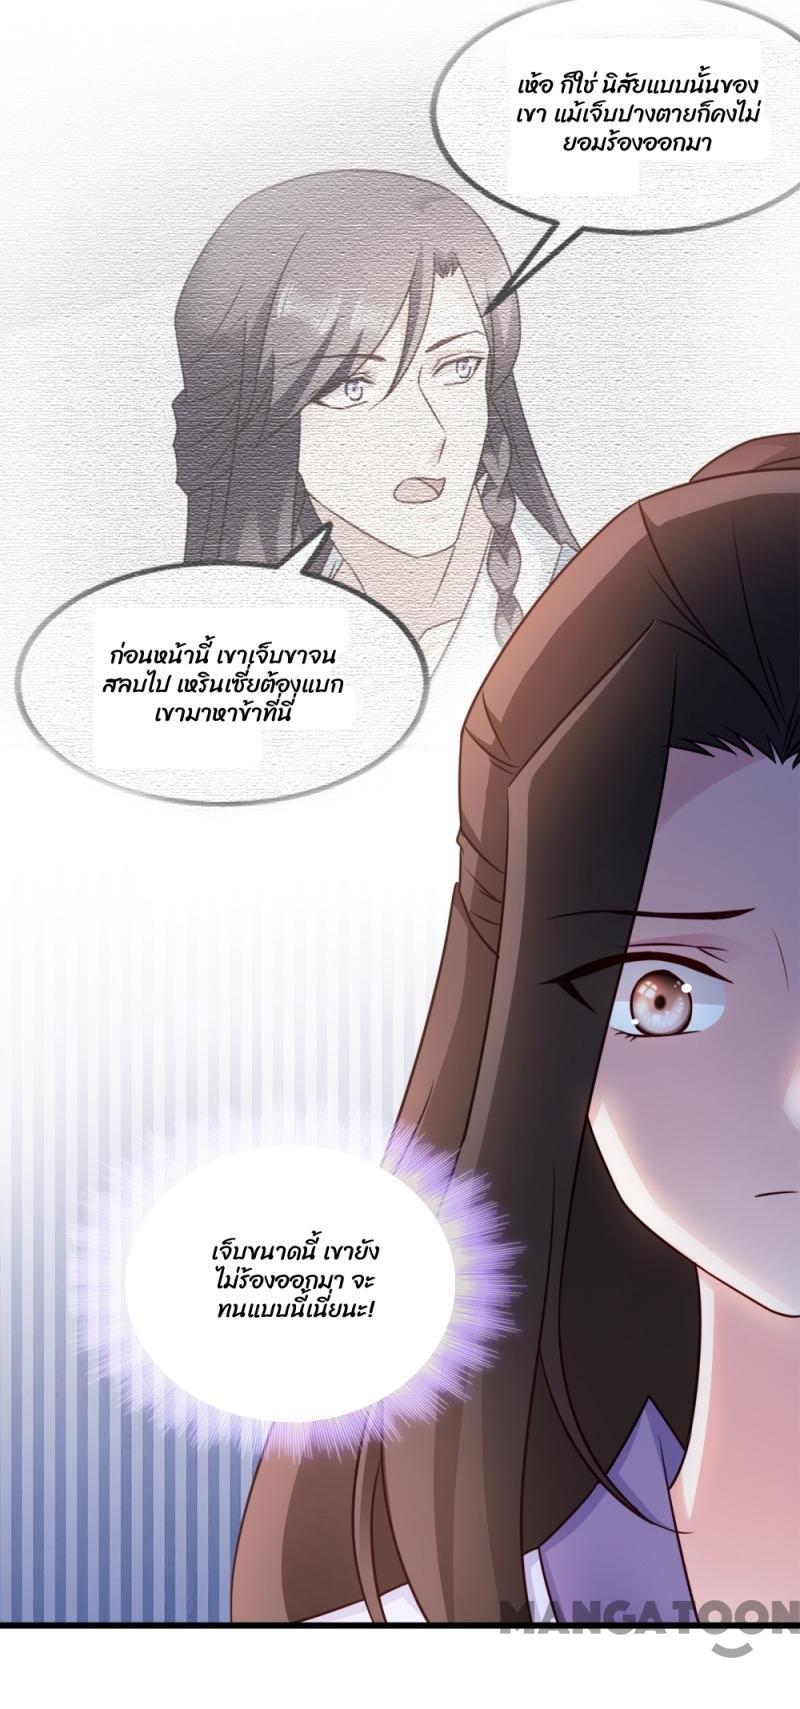 เห้อ ก็ใช่ นิสัยแบบนั้นของ
เขา แม้เจ็บปางตายก็คงไม่
ยอมร้องออกมา
ก่อนหน้านี้ เขาเจ็บขาจน
สลบไป เหรินเซี่ยต้องแบก
เขามาหาข้าที่นี่
เจ็บขนาดนี้ เขายัง
ไม่ร้องออกมา จะ
ทนแบบนี้เนี่ยนะ!
MANGATOON